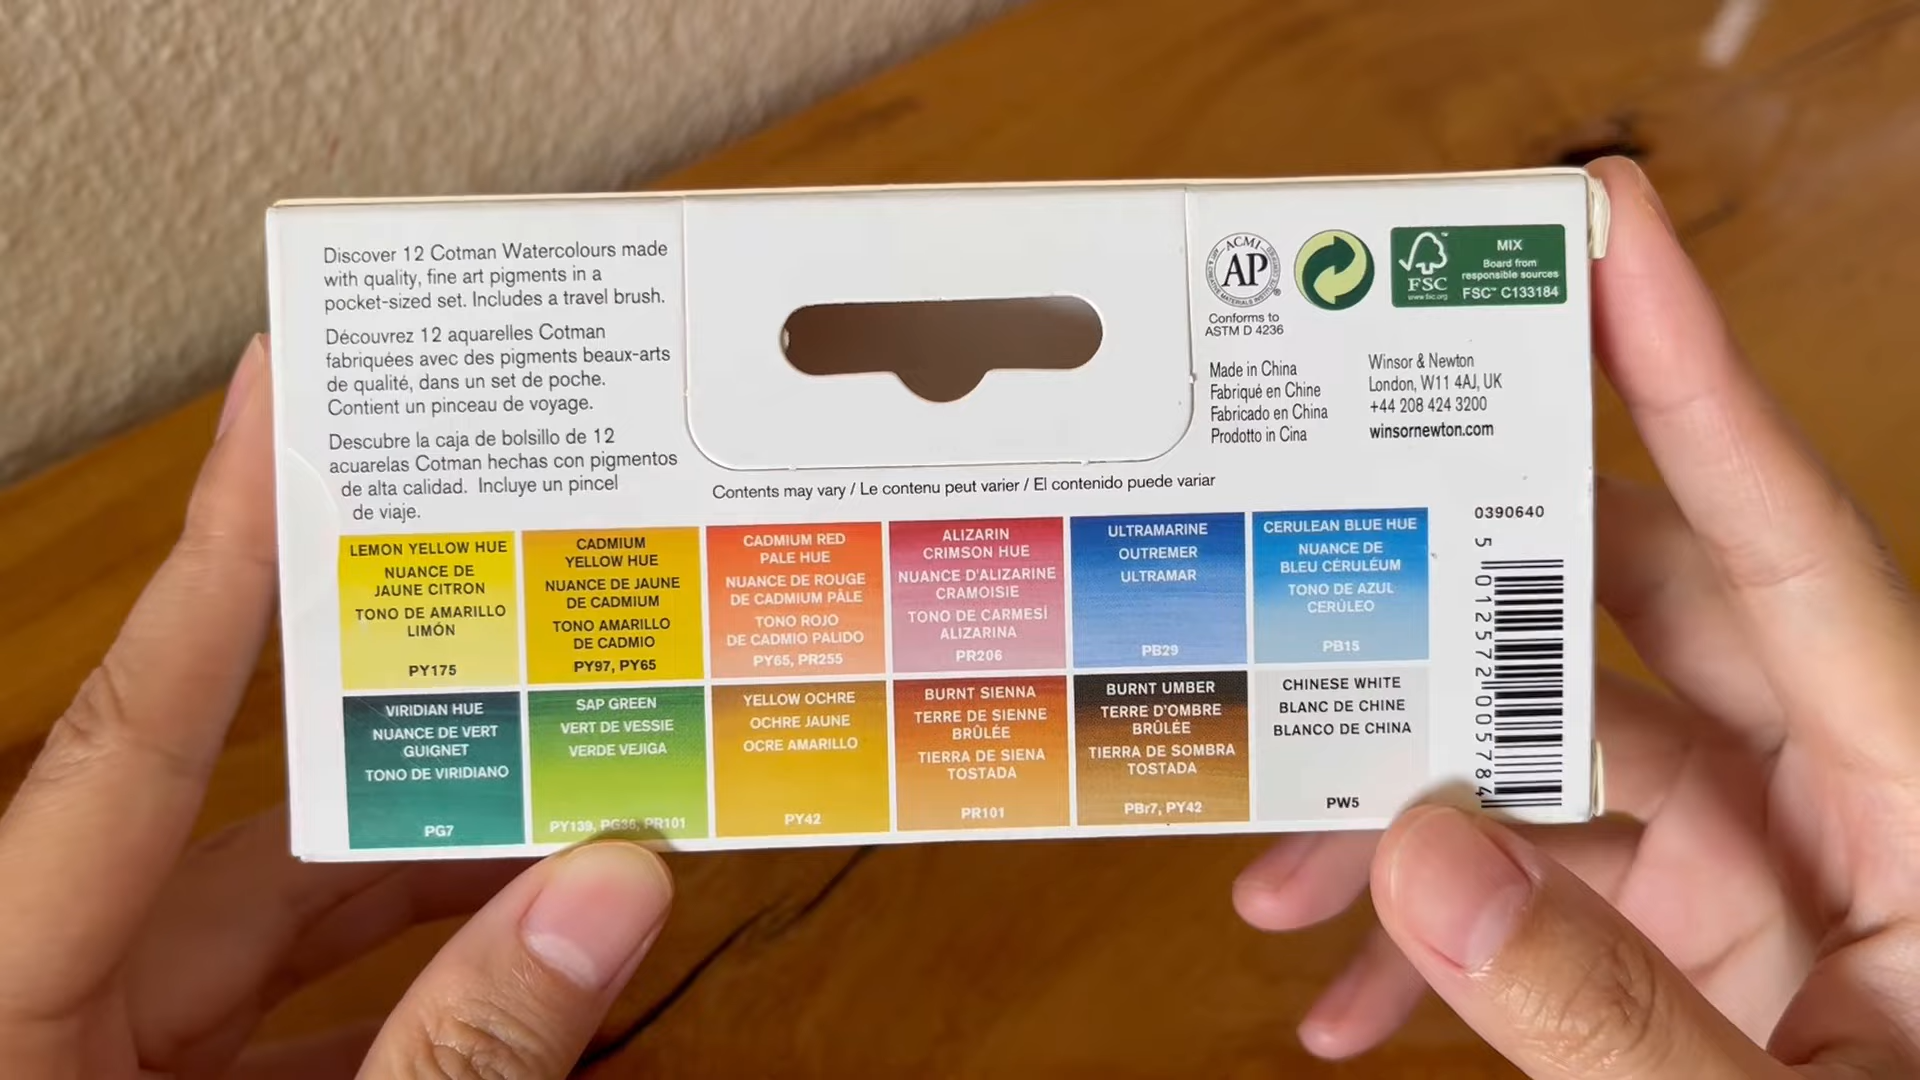 Discover 12 Cotman Watercolours made
with quality, fine art pigments in a
pocket-sized set. Includes a travel brush.
Découvrez 12 aquarelles Cotman
fabriquées avec des pigments beaux-arts
de qualité, dans un set de poche.
Contient un pinceau de voyage.
Descubre la caja de bolsillo de 12
acuarelas Cotman hechas con pigmentos
de alta calidad. Incluye un pincel
de viaje.
ACMI
AP
Conforms to
ASTM D 4236
FSC
www.fsc.org
MIX
Board from
responsible sources
FSC™ C133184
Made in China
Fabriqué en Chine
Fabricado en China
Prodotto in Cina
Winsor & Newton
London, W11 4AJ, UK
+44 208 424 3200
winsornewton.com
Contents may vary / Le contenu peut varier / El contenido puede variar
LEMON YELLOW HUE
NUANCE DE
JAUNE CITRON
TONO DE AMARILLO
LIMÓN
PY175
CADMIUM
YELLOW HUE
NUANCE DE JAUNE
DE CADMIUM
TONO AMARILLO
DE CADMIO
PY97, PY65
CADMIUM RED
PALE HUE
NUANCE DE ROUGE
DE CADMIUM PÂLE
TONO ROJO
DE CADMIO PALIDO
PY65, PR255
ALIZARIN
CRIMSON HUE
NUANCE D'ALIZARINE
CRAMOISIE
TONO DE CARMESÍ
ALIZARINA
PR206
ULTRAMARINE
OUTREMER
ULTRAMAR
PB29
CERULEAN BLUE HUE
NUANCE DE
BLEU CÉRULÉUM
TONO DE AZUL
CERÚLEO
PB15
VIRIDIAN HUE
NUANCE DE VERT
GUIGNET
TONO DE VIRIDIANO
PG7
SAP GREEN
VERT DE VESSIE
VERDE VEJIGA
PY139, PG36, PR101
YELLOW OCHRE
OCHRE JAUNE
OCRE AMARILLO
PY42
BURNT SIENNA
TERRE DE SIENNE
BRÛLÉE
TIERRA DE SIENA
TOSTADA
PR101
BURNT UMBER
TERRE D'OMBRE
BRÛLÉE
TIERRA DE SOMBRA
TOSTADA
PBr7, PY42
CHINESE WHITE
BLANC DE CHINE
BLANCO DE CHINA
PW5
0390640
5 012572 005784